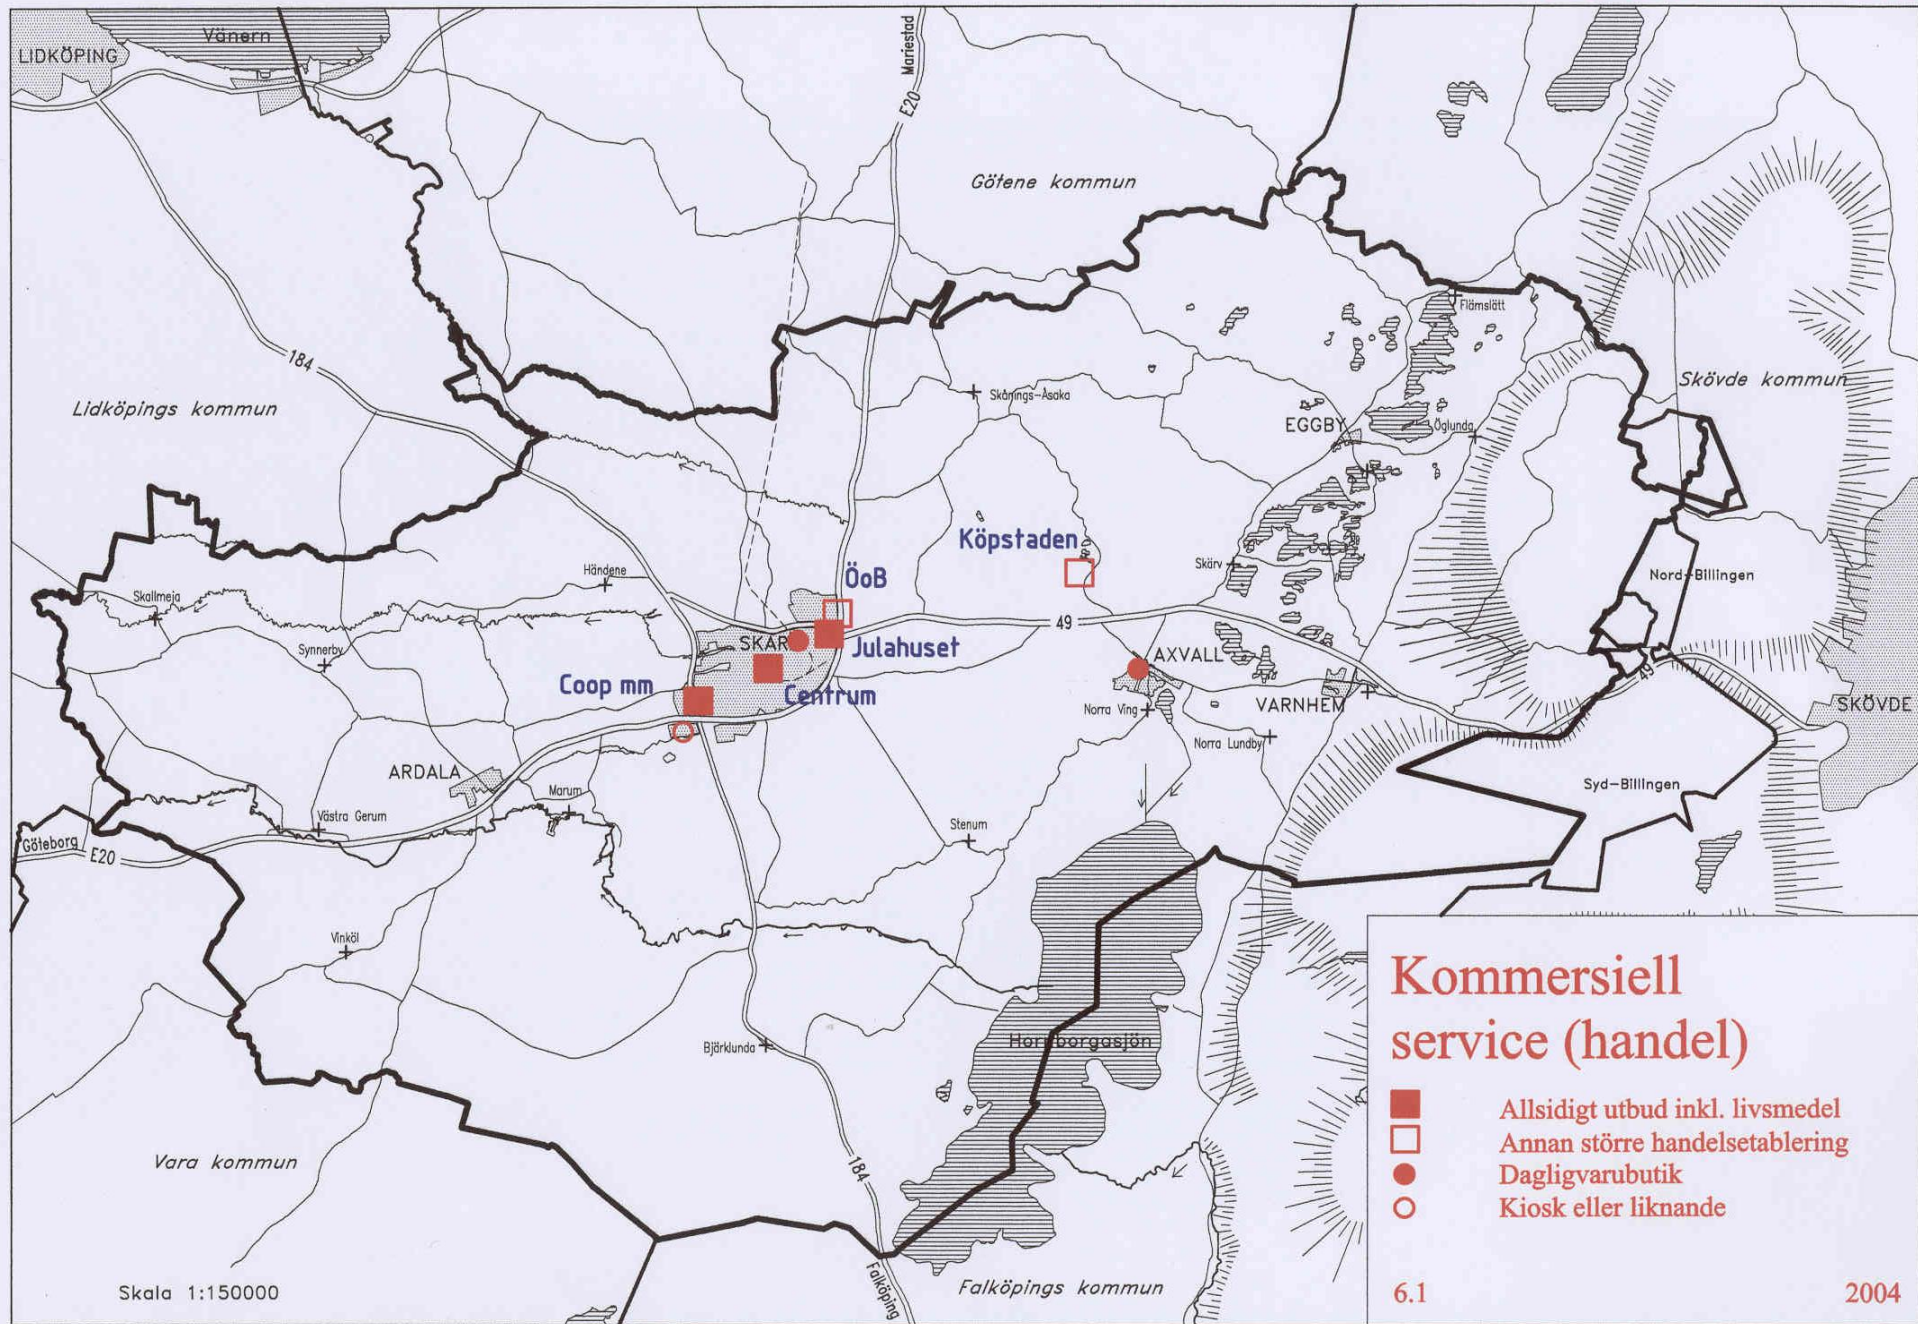 LIDKÖPING
Vänern
Mariestad
E20
Götene kommun
184
Lidköpings kommun
Flämslätt
Skövde kommun
Skånings-Åsaka
EGGBY
Öglunda
Köpstaden
Händene
ÖoB
Skärv
Nord-Billingen
Skallmeja
49
SKAR
Julahuset
Synnerby
AXVALL
Coop mm
Centrum
49
VARNHEM
SKÖVDE
Norra Ving
Norra Lundby
ARDALA
Syd-Billingen
Marum
Västra Gerum
Stenum
Göteborg
E20
Vinköl
Björklunda
Hornborgasjön
Vara kommun
184
Falköping
Falköpings kommun
Skala 1:150000
Kommersiell
service (handel)
Allsidigt utbud inkl. livsmedel
Annan större handelsetablering
Dagligvarubutik
Kiosk eller liknande
6.1
2004